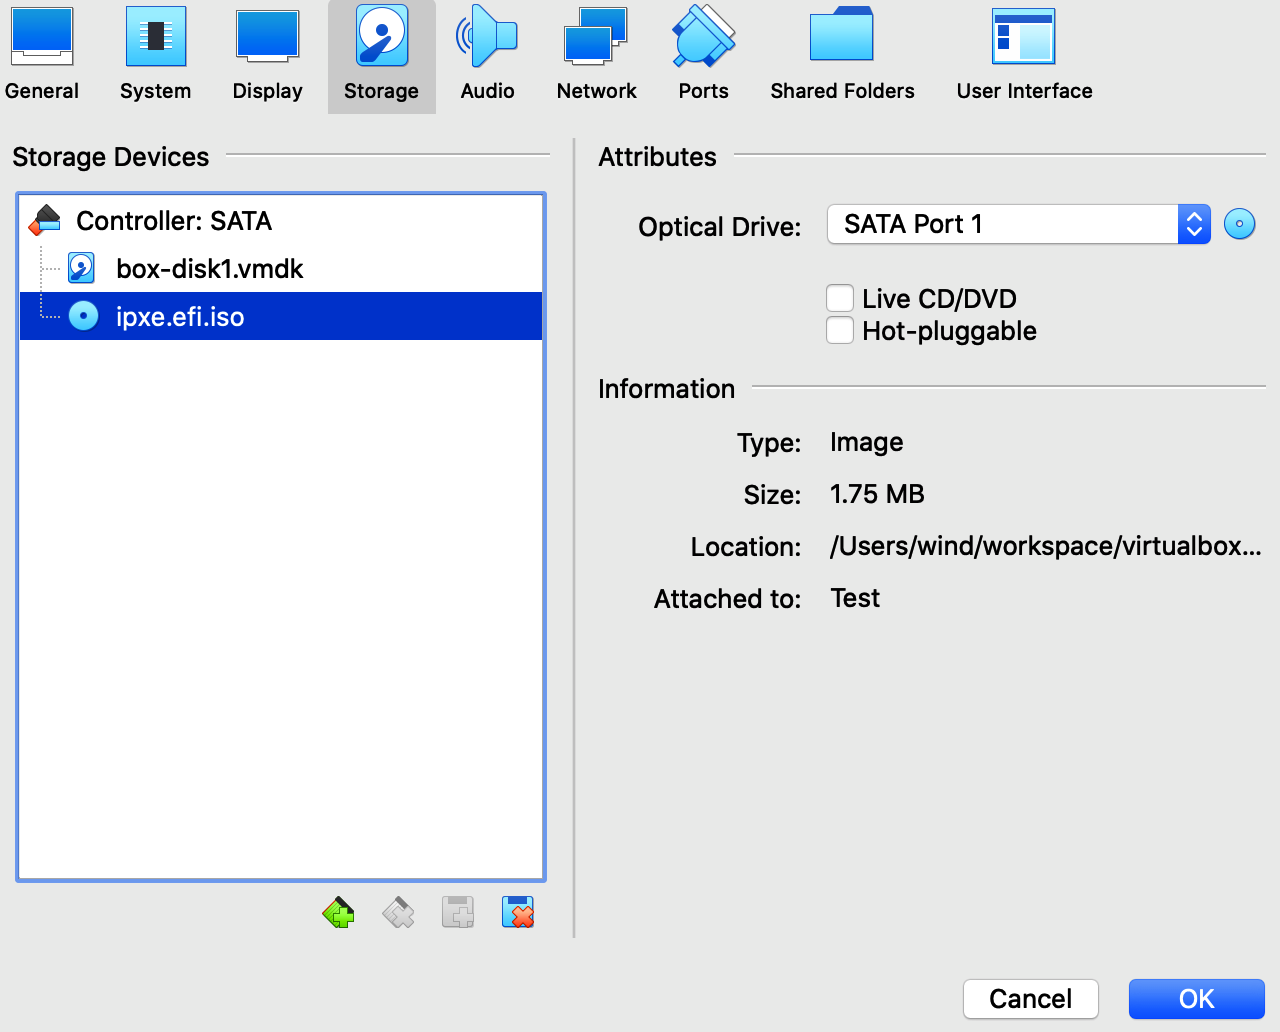 General System Display Storage Audio Network Ports Shared Folders User Interface
Storage Devices
Controller: SATA
box-disk1.vmdk
ipxe.efi.iso
Attributes
Optical Drive: SATA Port 1
Live CD/DVD
Hot-pluggable
Information
Type: Image
Size: 1.75 MB
Location: /Users/wind/workspace/virtualbox...
Attached to: Test
Cancel OK